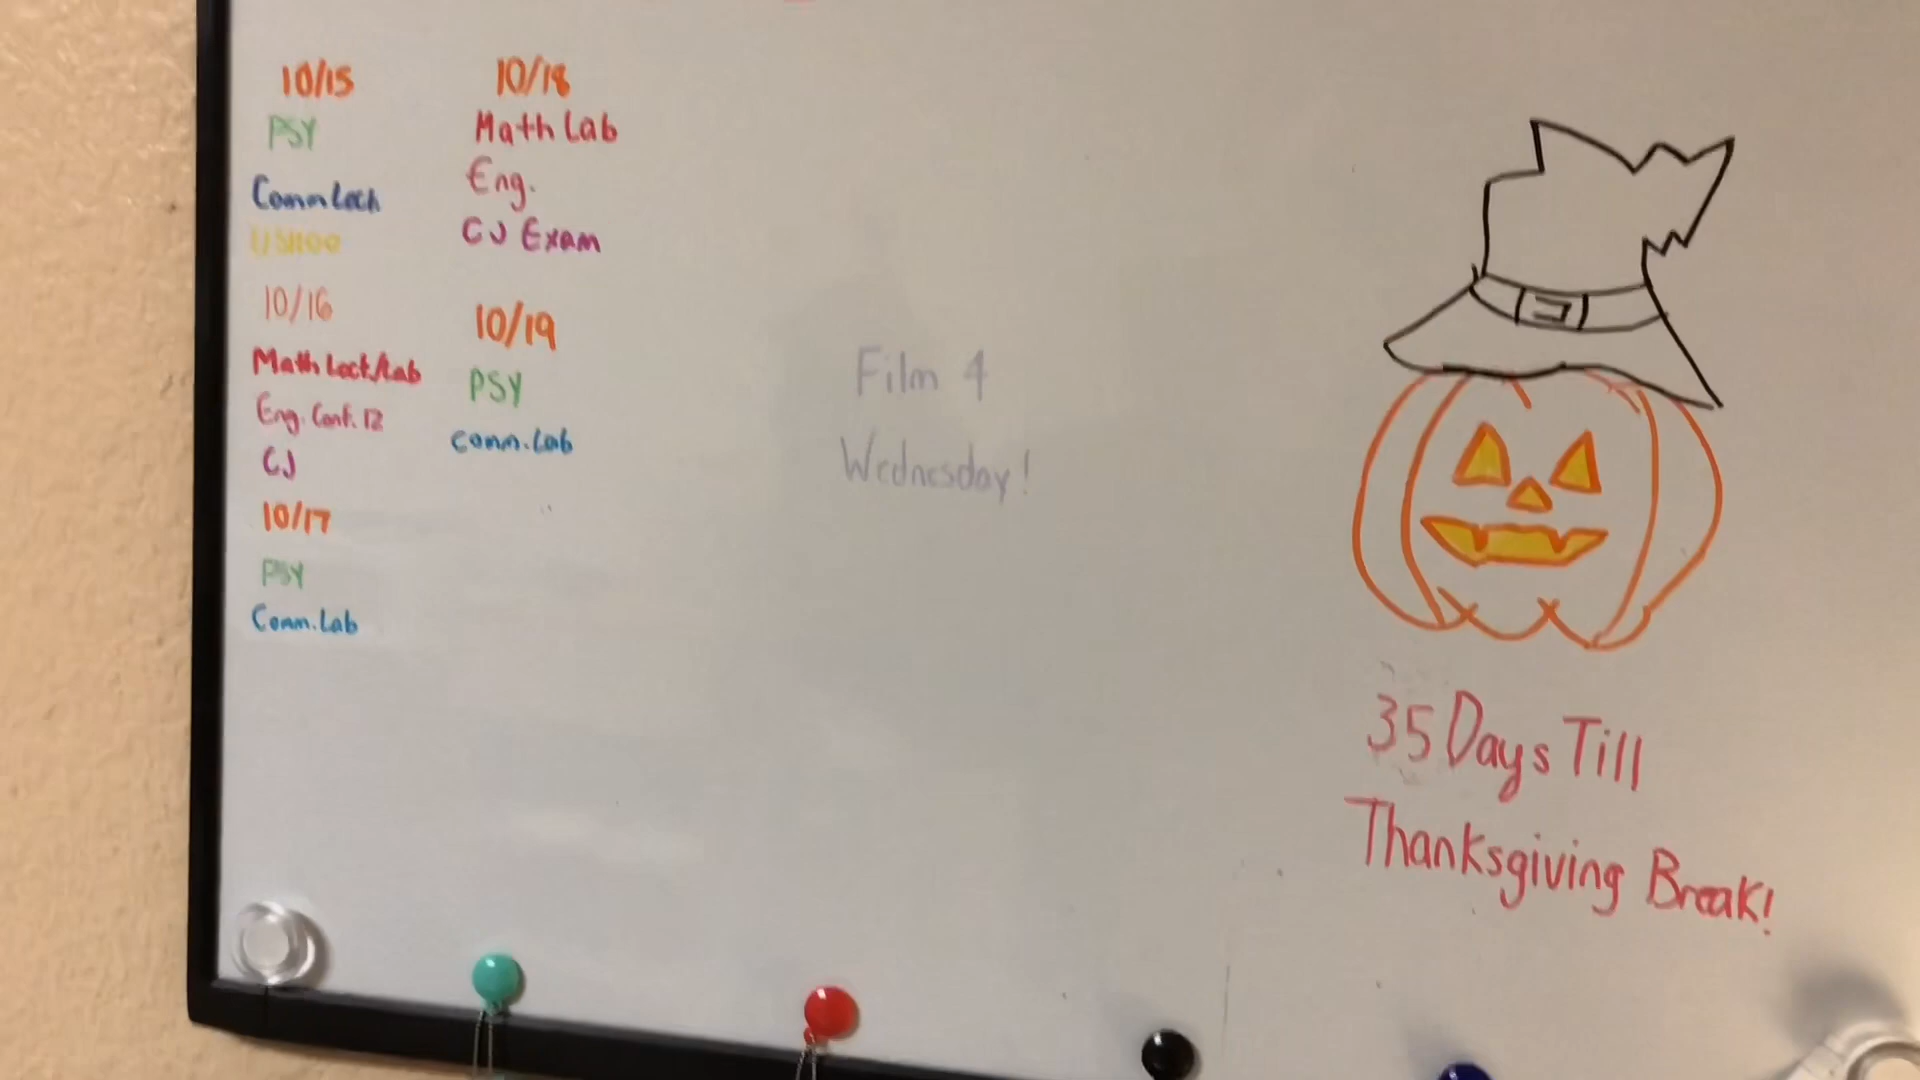 10/15
PSY
Comm Lect
US1100
10/16
Math Lect/Lab
Eng. Conf. 12
CJ
10/17
PSY
Comm. Lab
10/18
Math Lab
Eng.
CJ Exam
10/19
PSY
Comm. Lab
Film 4
Wednesday!
35 Days Till
Thanksgiving Break!